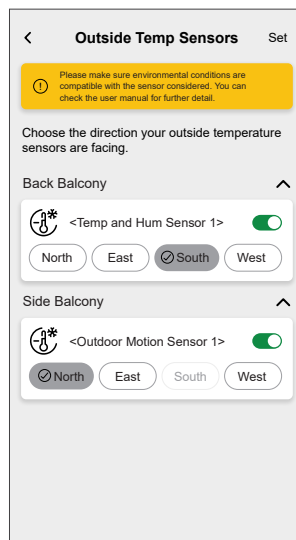 Outside Temp Sensors Set
Please make sure environmental conditions are
compatible with the sensor considered. You can
check the user manual for further detail.
Choose the direction your outside temperature
sensors are facing.
Back Balcony
<Temp and Hum Sensor 1>
North East South West
Side Balcony
<Outdoor Motion Sensor 1>
North East South West